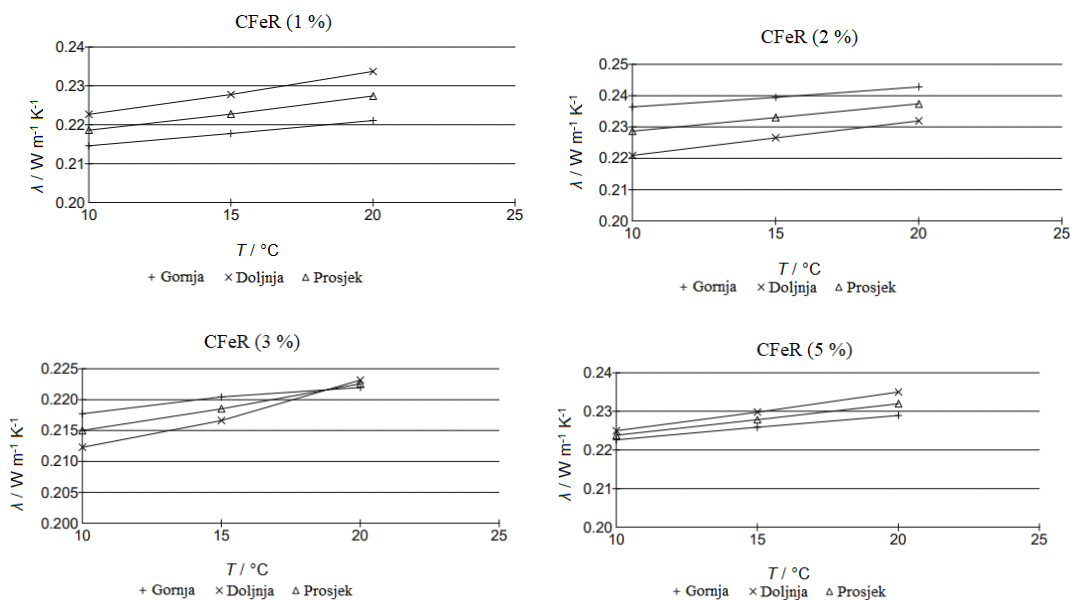 CFeR (1 %)
0.24
0.23
0.22
0.21
0.20
10 15 20 25
λ / W m⁻¹ K⁻¹
T / °C
+ Gornja × Doljnja △ Prosjek
CFeR (2 %)
0.25
0.24
0.23
0.22
0.21
0.20
10 15 20 25
λ / W m⁻¹ K⁻¹
T / °C
+ Gornja × Doljnja △ Prosjek
CFeR (3 %)
0.225
0.220
0.215
0.210
0.205
0.200
10 15 20 25
λ / W m⁻¹ K⁻¹
T / °C
+ Gornja × Doljnja △ Prosjek
CFeR (5 %)
0.24
0.23
0.22
0.21
0.20
10 15 20 25
λ / W m⁻¹ K⁻¹
T / °C
+ Gornja × Doljnja △ Prosjek